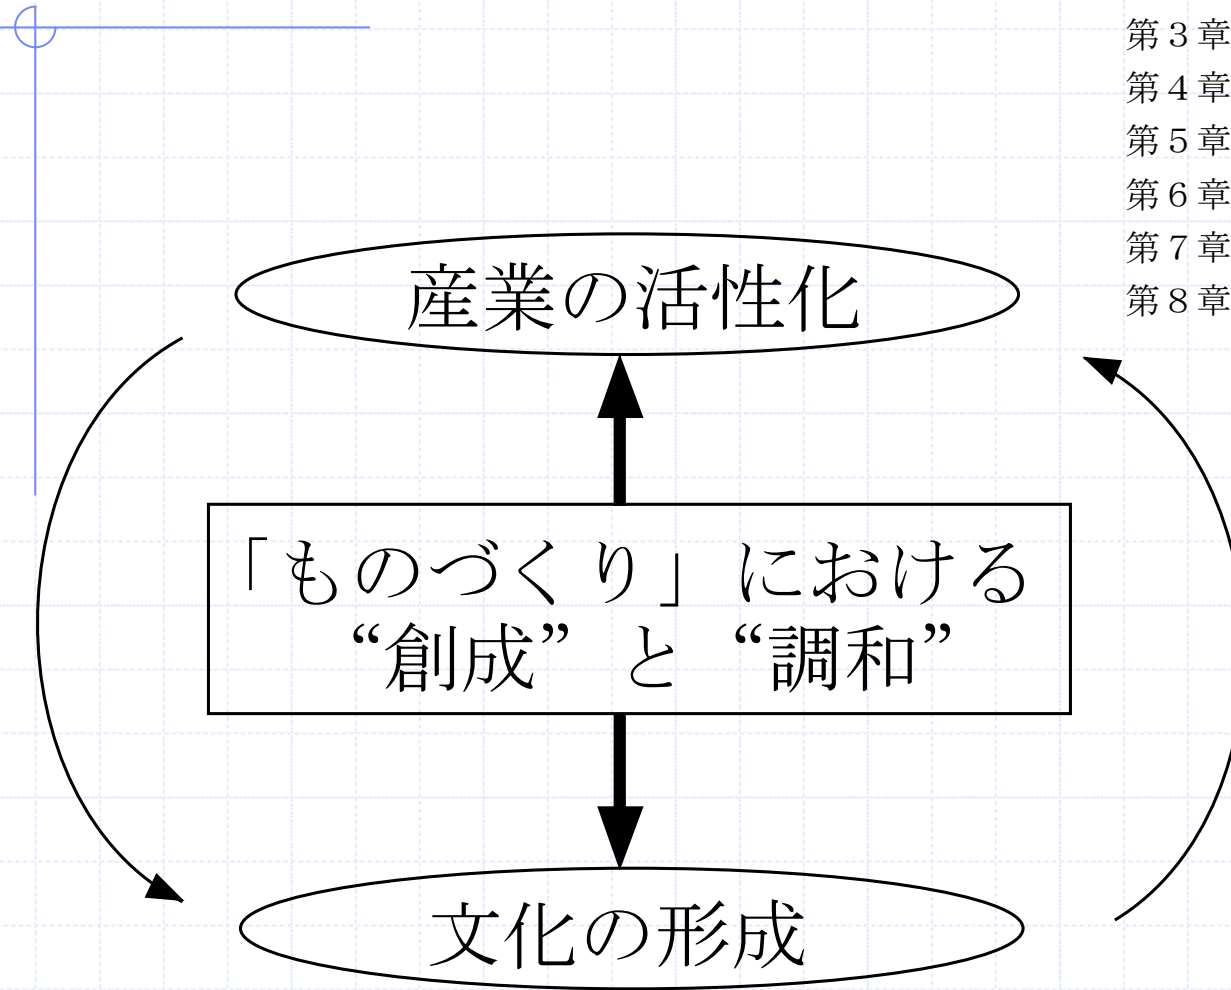 第３章
第４章
第５章
第６章
第７章
第８章
産業の活性化
「ものづくり」における
“創成”と“調和”
文化の形成